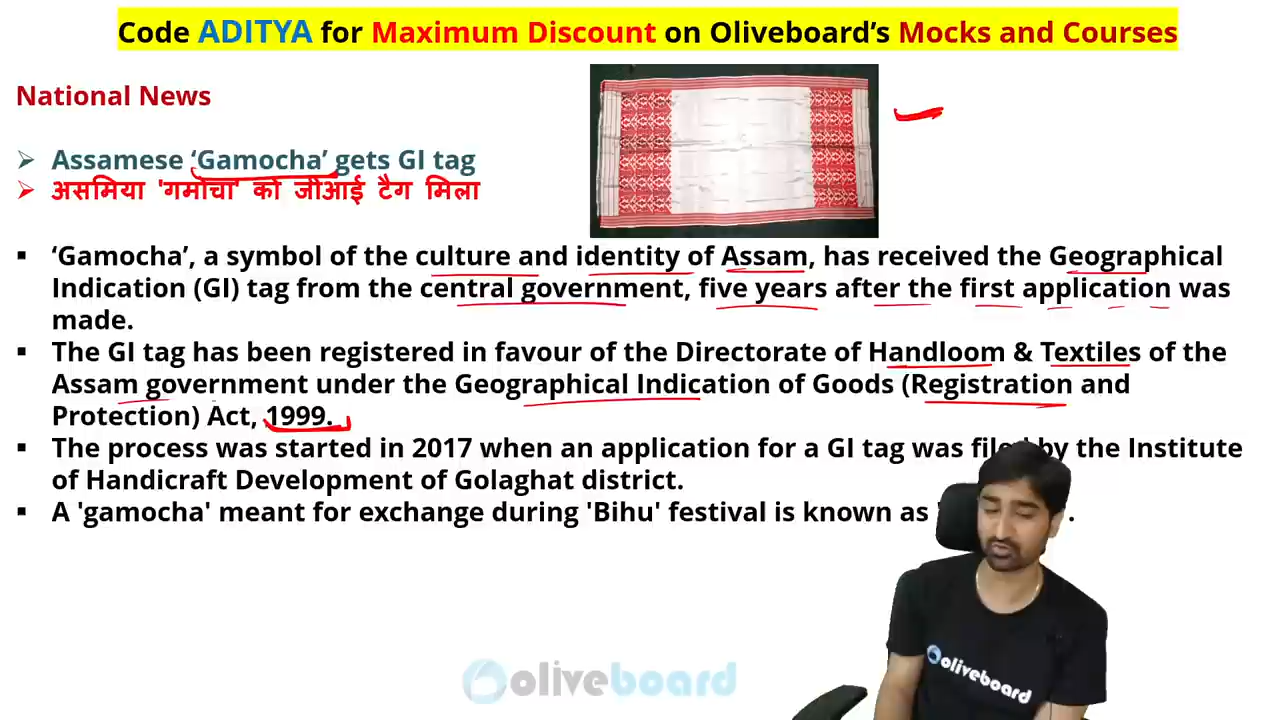 Code ADITYA for Maximum Discount on Oliveboard’s Mocks and Courses
National News
Assamese ‘Gamocha’ gets GI tag
असमिया 'गमोचा' को जीआई टैग मिला
‘Gamocha’, a symbol of the culture and identity of Assam, has received the Geographical
Indication (GI) tag from the central government, five years after the first application was
made.
The GI tag has been registered in favour of the Directorate of Handloom & Textiles of the
Assam government under the Geographical Indication of Goods (Registration and
Protection) Act, 1999.
The process was started in 2017 when an application for a GI tag was filed by the Institute
of Handicraft Development of Golaghat district.
A 'gamocha' meant for exchange during 'Bihu' festival is known as
oliveboard
oliveboard